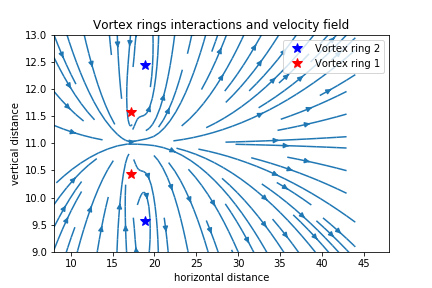 Vortex rings interactions and velocity field
Vortex ring 2
Vortex ring 1
vertical distance
13.0
12.5
12.0
11.5
11.0
10.5
10.0
9.5
9.0
10 15 20 25 30 35 40 45
horizontal distance